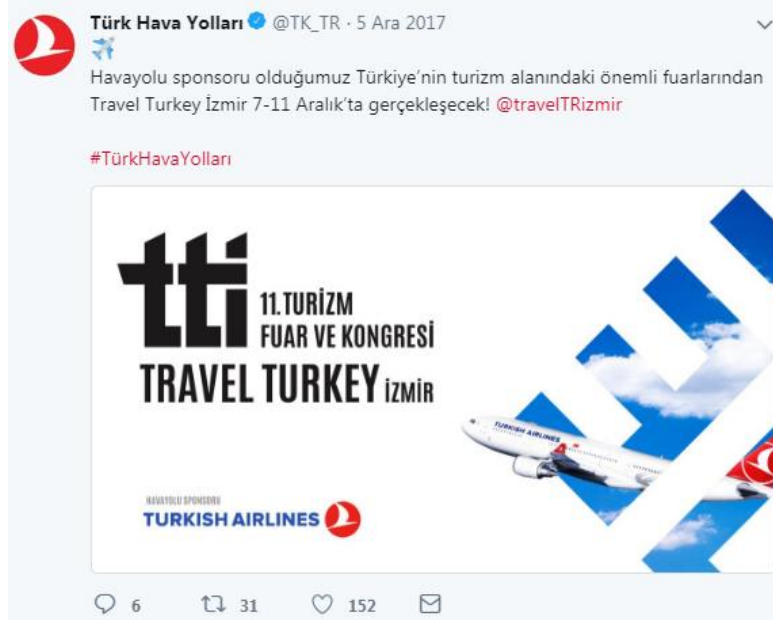 Türk Hava Yolları @TK_TR · 5 Ara 2017
Havayolu sponsoru olduğumuz Türkiye'nin turizm alanındaki önemli fuarlarından
Travel Turkey İzmir 7-11 Aralık'ta gerçekleşecek! @travelTRizmir
#TürkHavaYolları
tti
11.TURİZM
FUAR VE KONGRESİ
TRAVEL TURKEY İZMİR
TURKISH AIRLINES
HAVAYOLU SPONSORU
TURKISH AIRLINES
6 31 152